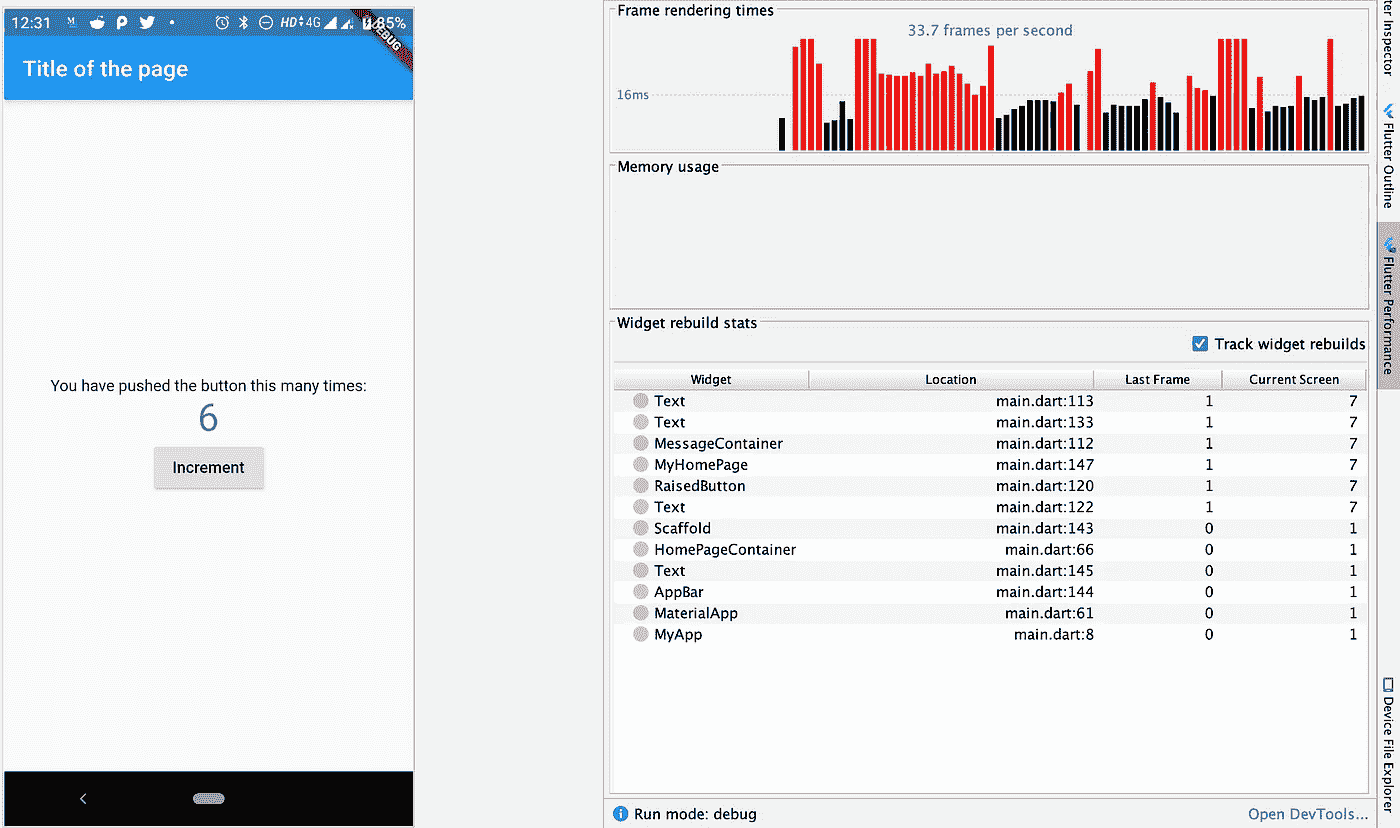 12:31
HD 4G 85%
DEBUG
Title of the page
You have pushed the button this many times:
6
Increment
Frame rendering times
33.7 frames per second
16ms
Memory usage
Widget rebuild stats
Track widget rebuilds
Widget Location Last Frame Current Screen
Text main.dart:113 1 7
Text main.dart:133 1 7
MessageContainer main.dart:112 1 7
MyHomePage main.dart:147 1 7
RaisedButton main.dart:120 1 7
Text main.dart:122 1 7
Scaffold main.dart:143 0 1
HomePageContainer main.dart:66 0 1
Text main.dart:145 0 1
AppBar main.dart:144 0 1
MaterialApp main.dart:61 0 1
MyApp main.dart:8 0 1
Run mode: debug
Open DevTools...
ter Inspector
Flutter Outline
Flutter Performance
Device File Explorer